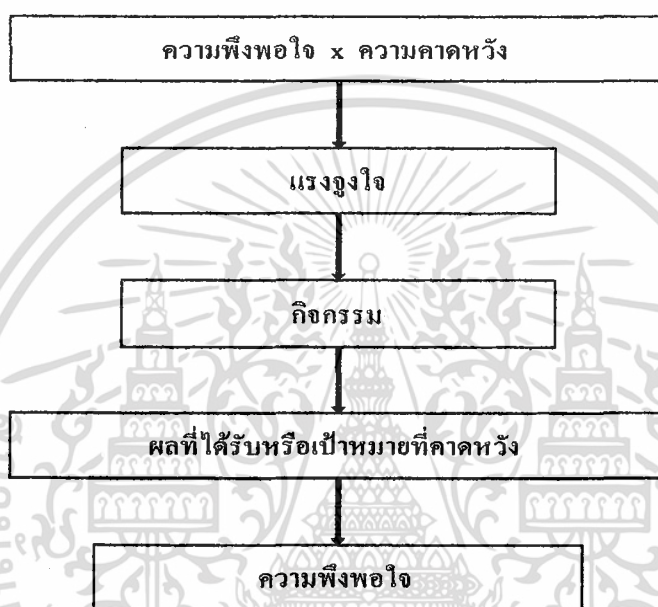 ความพึงพอใจ x ความคาดหวัง
แรงจูงใจ
กิจกรรม
ผลที่ได้รับหรือเป้าหมายที่คาดหวัง
ความพึงพอใจ